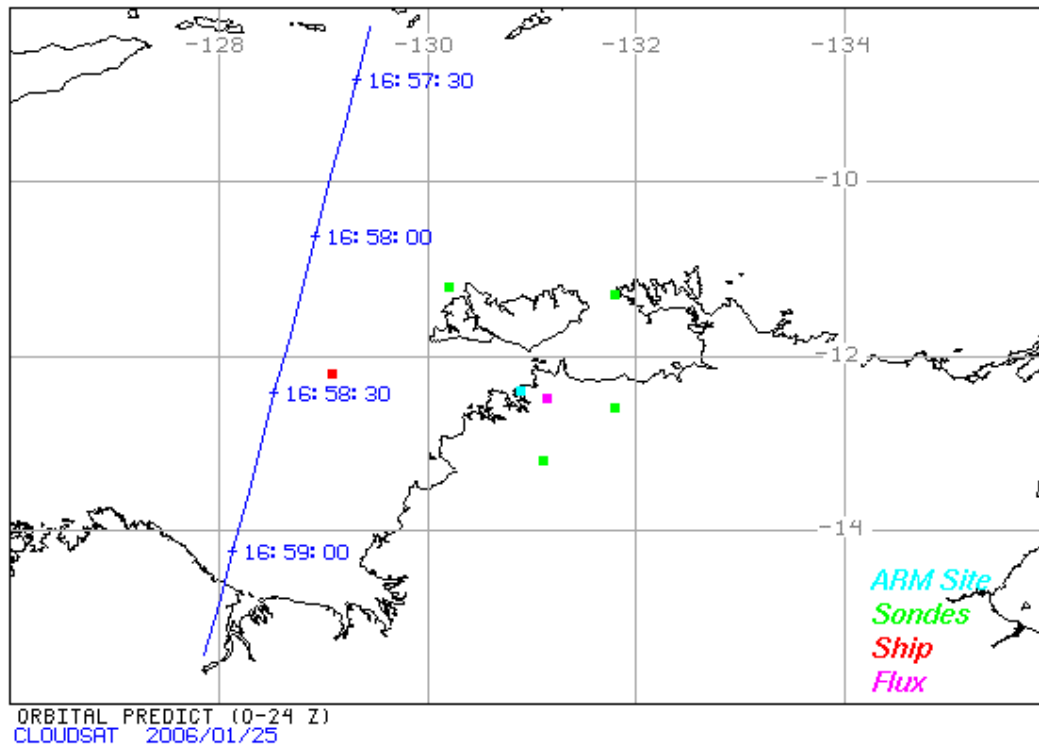 -128
-130
-132
-134
16:57:30
-10
16:58:00
-12
16:58:30
-14
16:59:00
ARM Site
Sondes
Ship
Flux
ORBITAL PREDICT (0-24 Z)
CLOUDSAT 2006/01/25